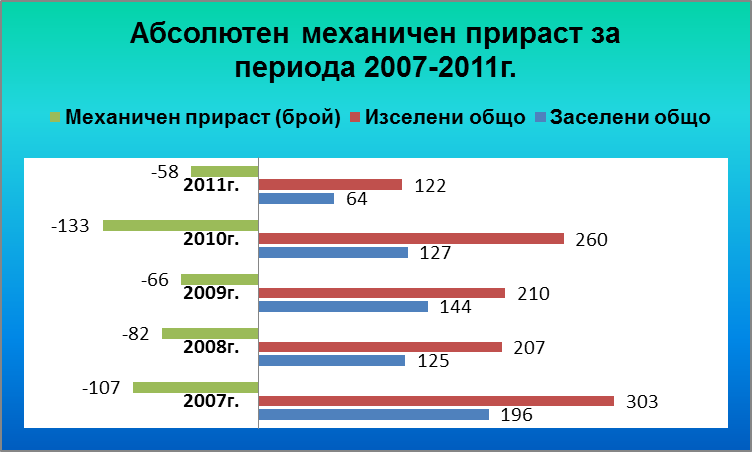 Абсолютен механичен прираст за
периода 2007-2011г.
Механичен прираст (брой) Изселени общо Заселени общо
-58
2011г.
122
64
-133
2010г.
260
127
-66
2009г.
210
144
-82
2008г.
207
125
-107
2007г.
303
196